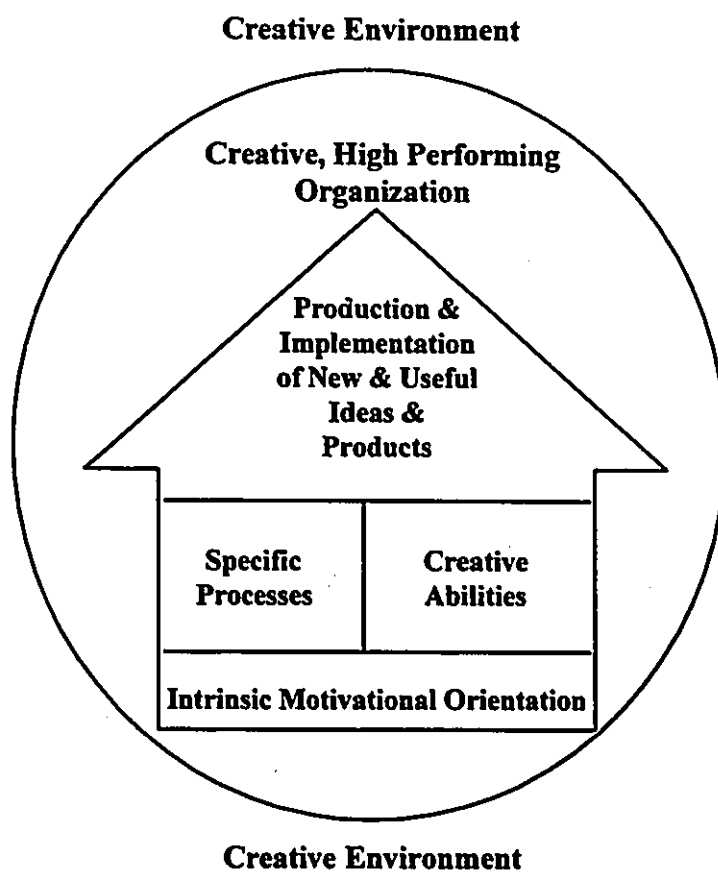 Creative Environment
Creative, High Performing
Organization
Production &
Implementation
of New & Useful
Ideas &
Products
Specific
Processes
Creative
Abilities
Intrinsic Motivational Orientation
Creative Environment